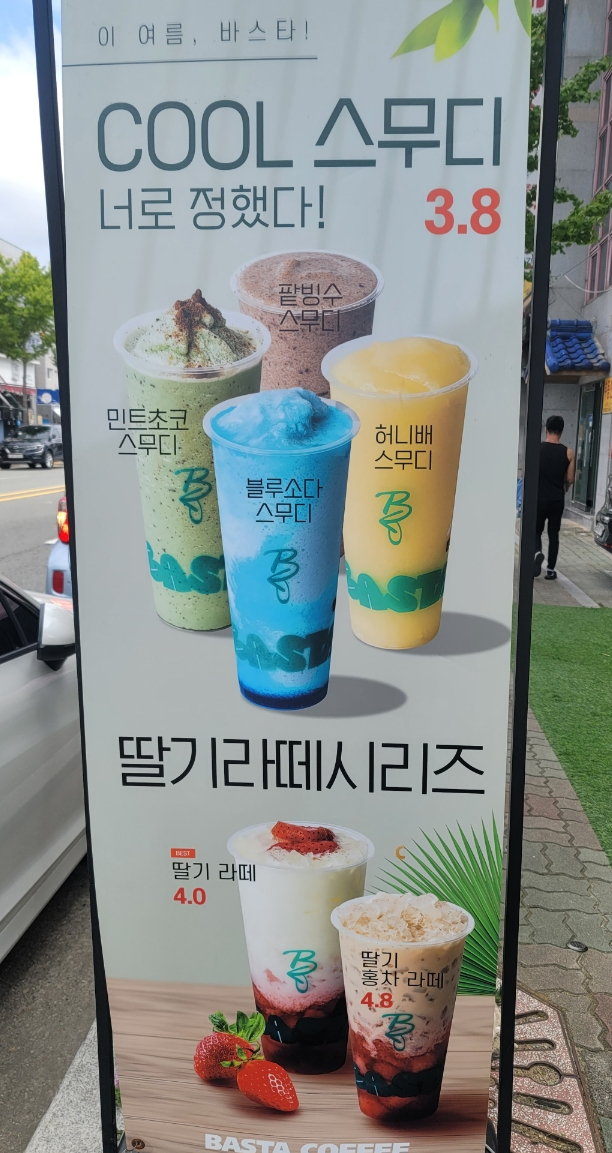 이 여름, 바스타!
COOL 스무디
너로 정했다!
3.8
팥빙수
스무디
민트초코
스무디
허니배
스무디
블루소다
스무디
딸기라떼시리즈
BEST
딸기 라떼
4.0
딸기
홍차 라떼
4.8
BASTA COFFEE